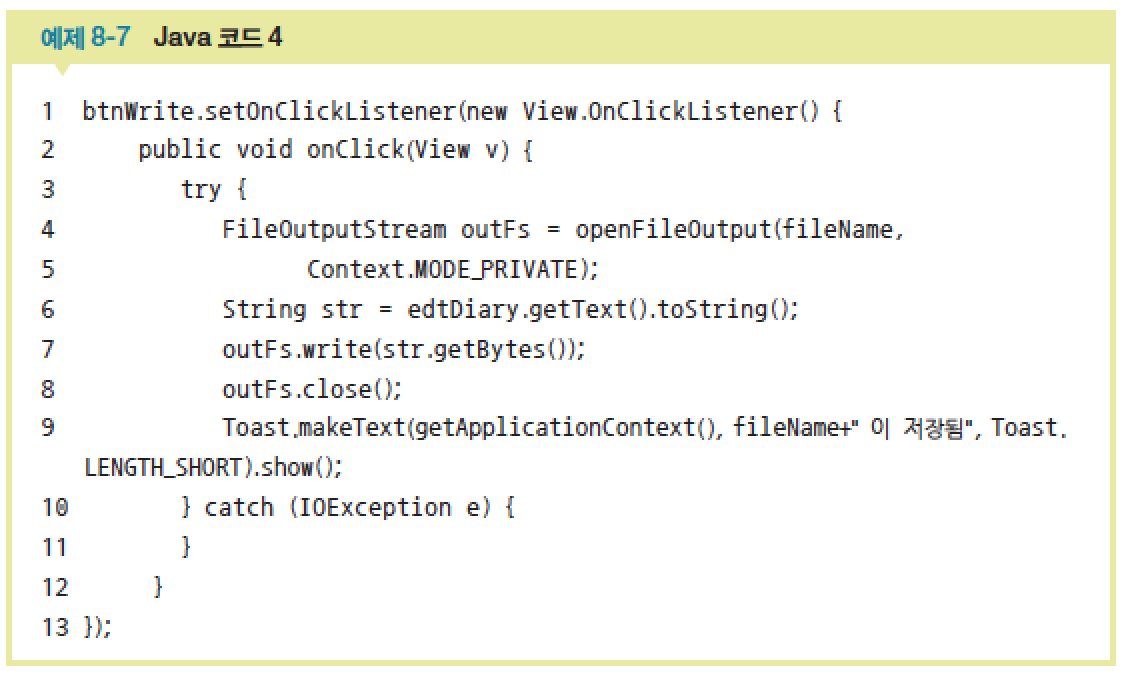 예제 8-7 Java 코드 4
1 btnWrite.setOnClickListener(new View.OnClickListener() {
2 public void onClick(View v) {
3 try {
4 FileOutputStream outFs = openFileOutput(fileName,
5 Context.MODE_PRIVATE);
6 String str = edtDiary.getText().toString();
7 outFs.write(str.getBytes());
8 outFs.close();
9 Toast.makeText(getApplicationContext(), fileName+" 이 저장됨", Toast.
LENGTH_SHORT).show();
10 } catch (IOException e) {
11 }
12 }
13 });